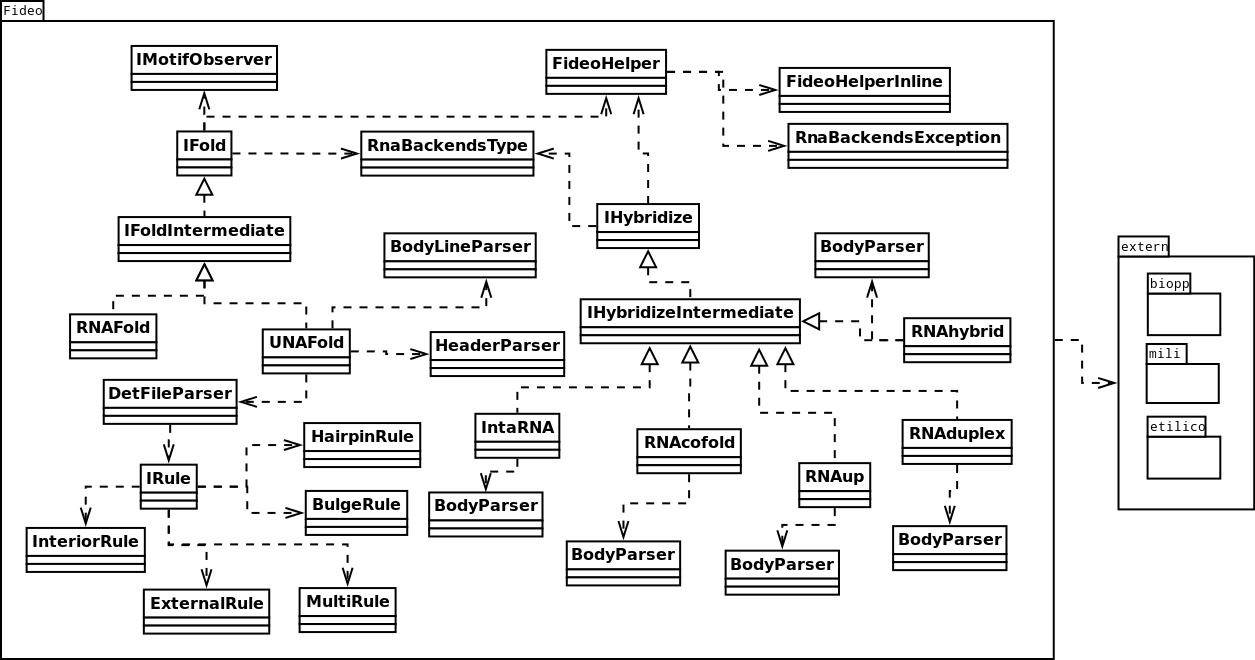 Fideo
IMotifObserver
FideoHelper
FideoHelperInline
RnaBackendsException
IFold
RnaBackendsType
IHybridize
IFoldIntermediate
BodyLineParser
BodyParser
extern
biopp
mili
etilico
RNAFold
UNAFold
HeaderParser
IHybridizeIntermediate
RNAhybrid
DetFileParser
HairpinRule
IntaRNA
RNAcofold
RNAduplex
IRule
RNAup
BulgeRule
BodyParser
InteriorRule
BodyParser
BodyParser
BodyParser
ExternalRule
MultiRule